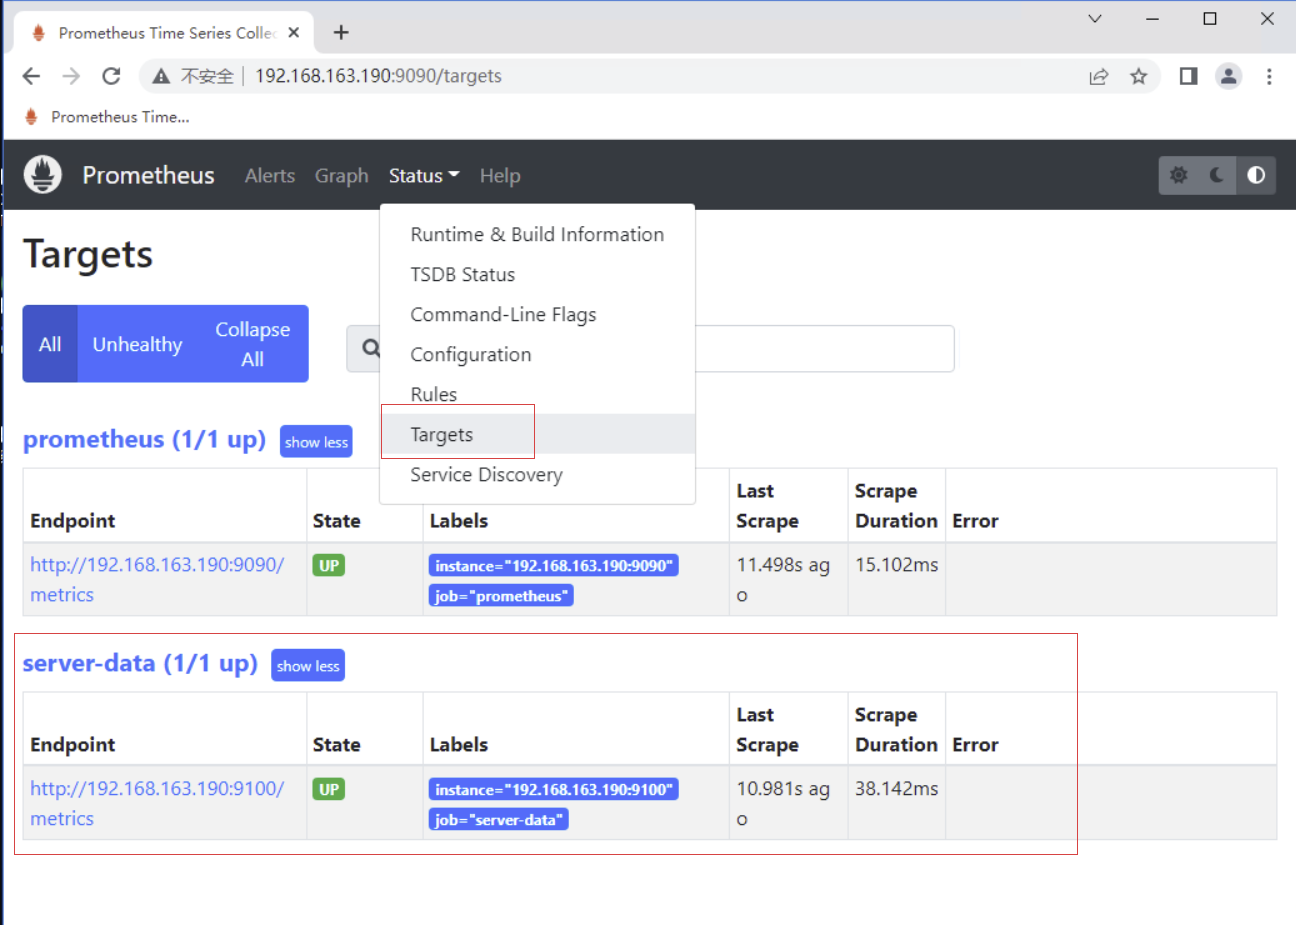 Prometheus Time Series Collec
不安全 192.168.163.190:9090/targets
Prometheus Time...
Prometheus Alerts Graph Status Help
Runtime & Build Information
TSDB Status
Command-Line Flags
Configuration
Rules
Targets
Service Discovery
Targets
All Unhealthy Collapse
All
prometheus (1/1 up) show less
Endpoint State Labels Last
Scrape Scrape
Duration Error
http://192.168.163.190:9090/
metrics UP instance="192.168.163.190:9090"
job="prometheus" 11.498s ag
o 15.102ms
server-data (1/1 up) show less
Endpoint State Labels Last
Scrape Scrape
Duration Error
http://192.168.163.190:9100/
metrics UP instance="192.168.163.190:9100"
job="server-data" 10.981s ag
o 38.142ms